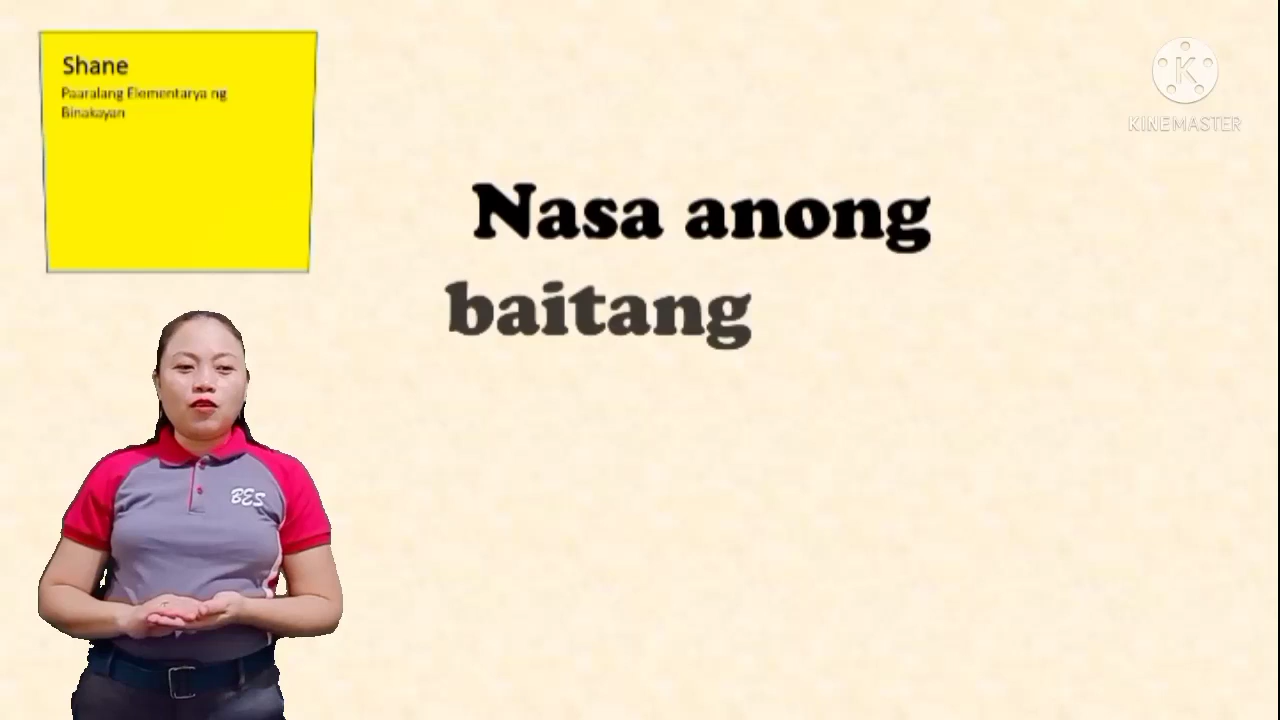 Shane
Paaralang Elementarya ng
Binakayan
KINEMASTER
Nasa anong
baitang
BES